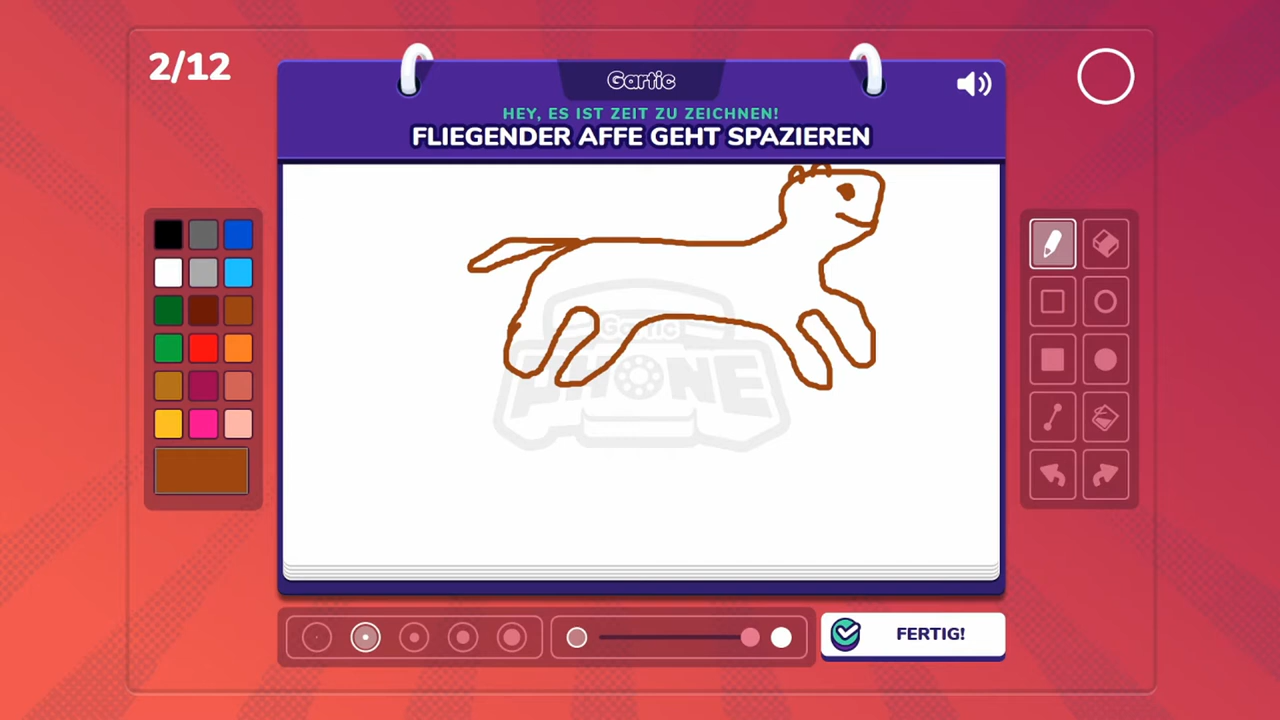 2/12
Gartic
HEY, ES IST ZEIT ZU ZEICHNEN!
FLIEGENDER AFFE GEHT SPAZIEREN
Gartic
PHONE
FERTIG!